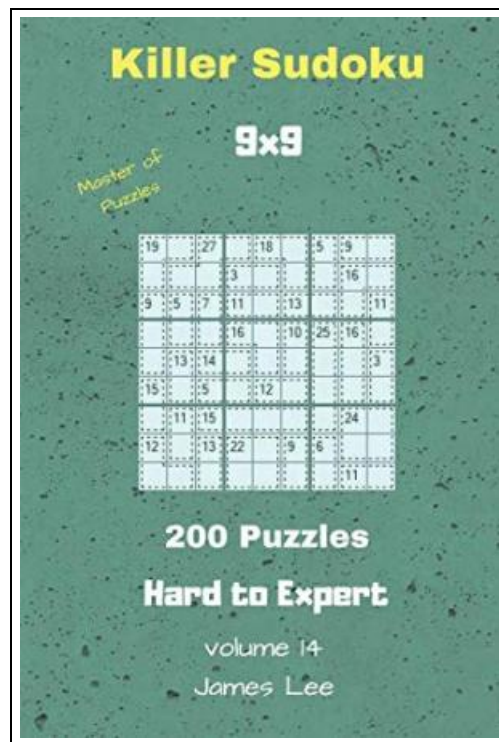 Killer Sudoku
9x9
Master of
Puzzles
19 27 18 5 9
3 16
9 5 7 11 13 11
16 10 25 16
13 14 3
15 5 12
11 15 24
12 13 22 9 6
11
200 Puzzles
Hard to Expert
volume 14
James Lee